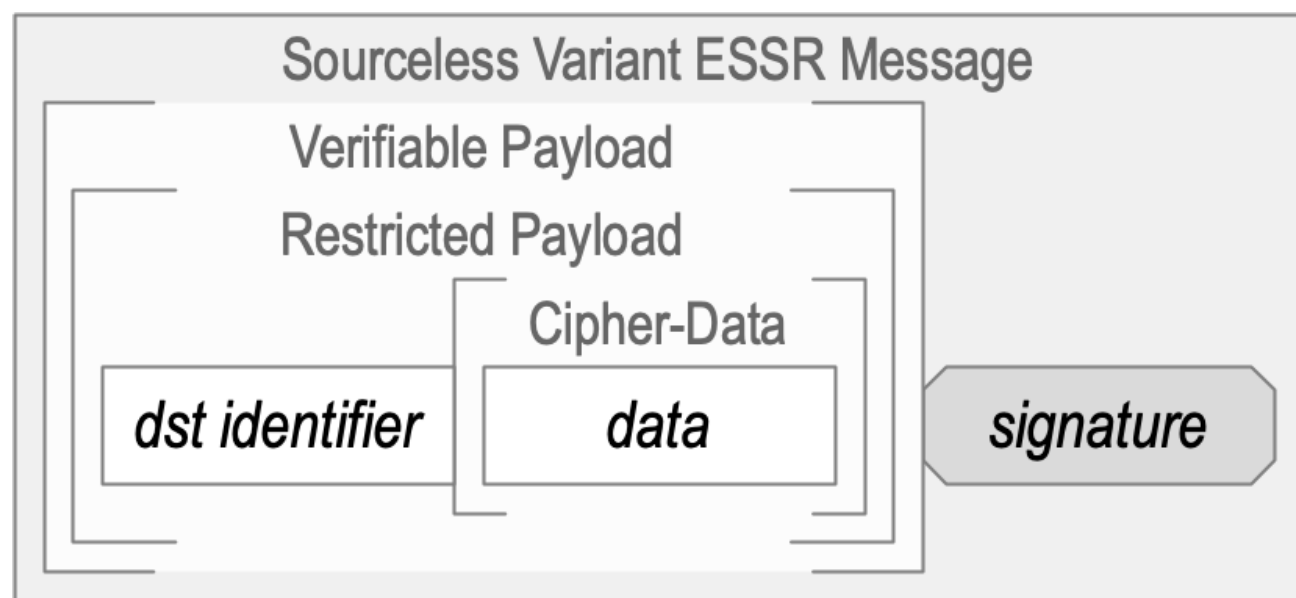 Sourceless Variant ESSR Message
Verifiable Payload
Restricted Payload
Cipher-Data
dst identifier data signature